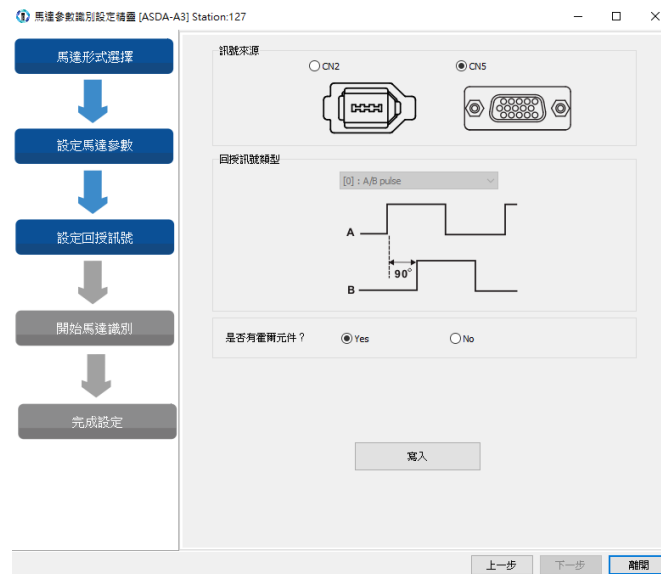 馬達參數識別設定精靈 [ASDA-A3] Station:127
馬達形式選擇
設定馬達參數
設定回授訊號
開始馬達識別
完成設定
訊號來源
CN2
CN5
回授訊號類型
[0] : A/B pulse
A
90°
B
是否有霍爾元件？
Yes
No
寫入
上一步
下一步
離開